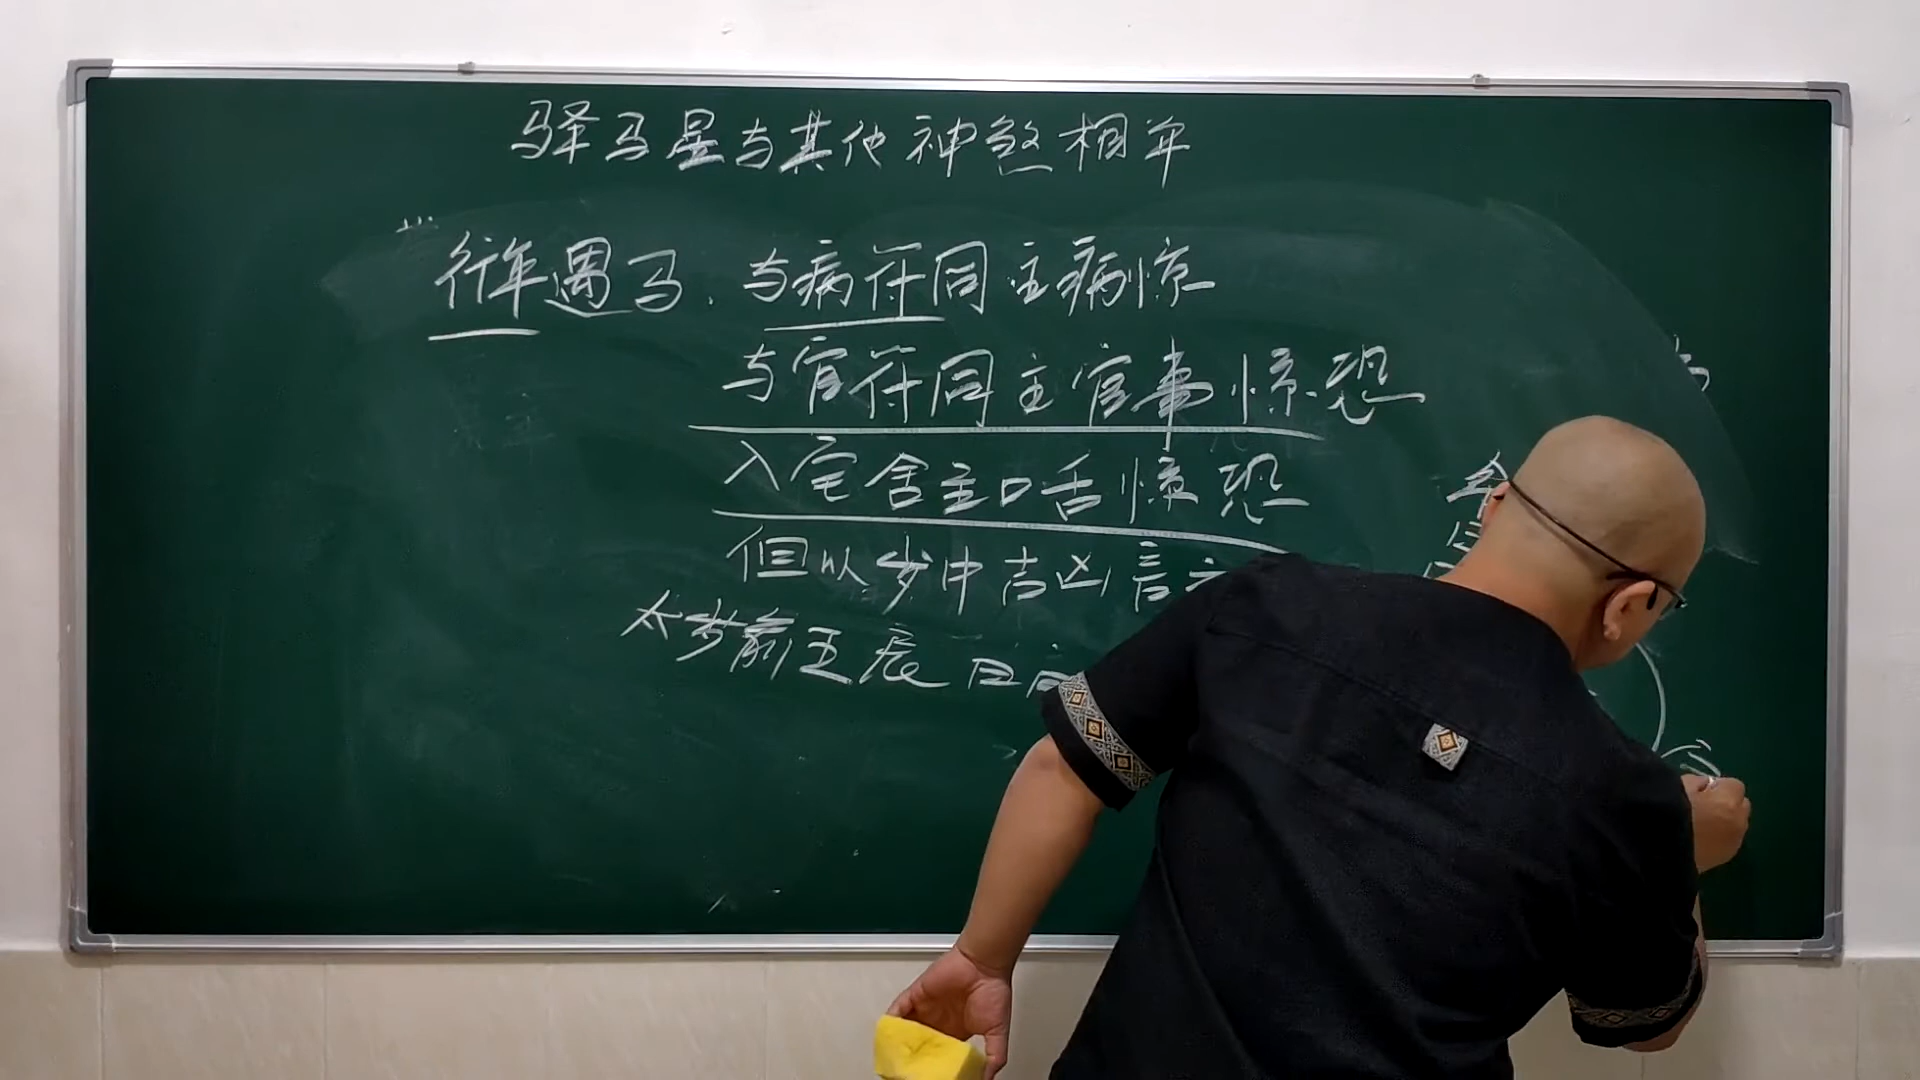 驿马星与其他神煞相并
行年遇马.与病符同主病惊
与官符同主官事惊恐
入宅舍主口舌惊恐
但以岁中吉凶言
太岁前五辰